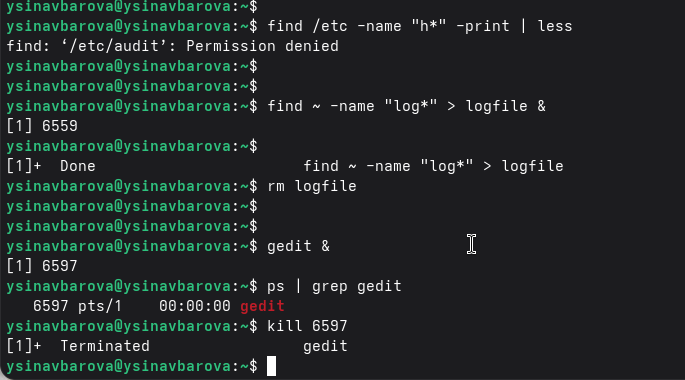 ysinavbarova@ysinavbarova:~$
ysinavbarova@ysinavbarova:~$ find /etc -name "h*" -print | less
find: ‘/etc/audit’: Permission denied
ysinavbarova@ysinavbarova:~$
ysinavbarova@ysinavbarova:~$
ysinavbarova@ysinavbarova:~$ find ~ -name "log*" > logfile &
[1] 6559
ysinavbarova@ysinavbarova:~$
[1]+  Done                       find ~ -name "log*" > logfile
ysinavbarova@ysinavbarova:~$ rm logfile
ysinavbarova@ysinavbarova:~$
ysinavbarova@ysinavbarova:~$
ysinavbarova@ysinavbarova:~$ gedit &
[1] 6597
ysinavbarova@ysinavbarova:~$ ps | grep gedit
   6597 pts/1    00:00:00 gedit
ysinavbarova@ysinavbarova:~$ kill 6597
[1]+  Terminated                 gedit
ysinavbarova@ysinavbarova:~$